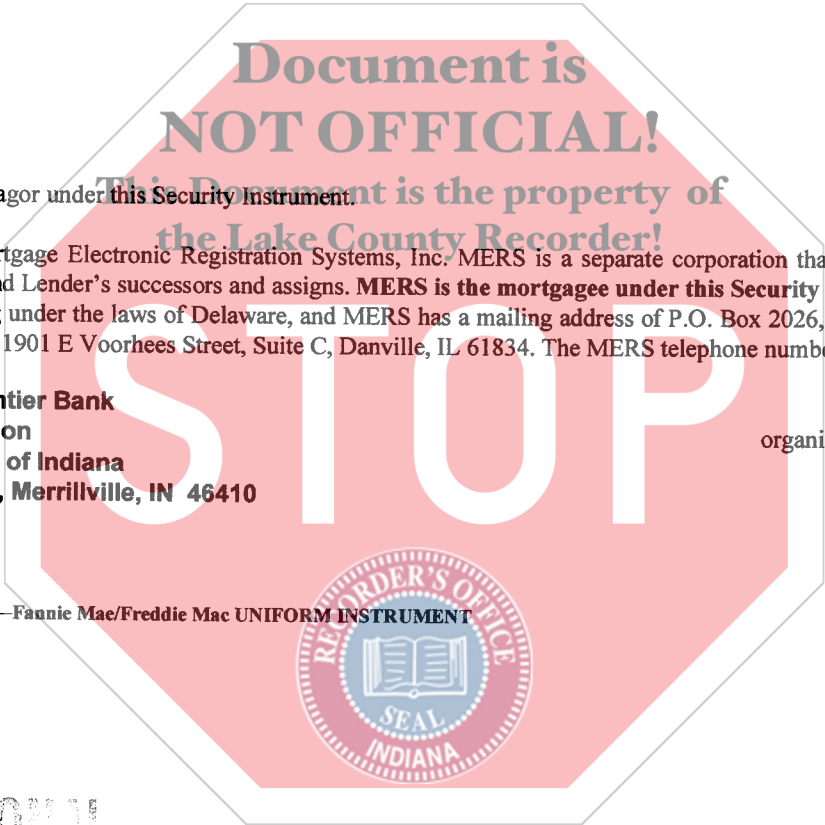 Document is
NOT OFFICIAL!
This Document is the property of
the Lake County Recorder!
agor under this Security Instrument.
rtgage Electronic Registration Systems, Inc. MERS is a separate corporation tha
d Lender's successors and assigns. MERS is the mortgagee under this Security
under the laws of Delaware, and MERS has a mailing address of P.O. Box 2026,
1901 E Voorhees Street, Suite C, Danville, IL 61834. The MERS telephone numbe
STOP
ntier Bank
on
organi
of Indiana
, Merrillville, IN 46410
—Fannie Mae/Freddie Mac UNIFORM INSTRUMENT
RECORDER'S OFFICE
SEAL
INDIANA